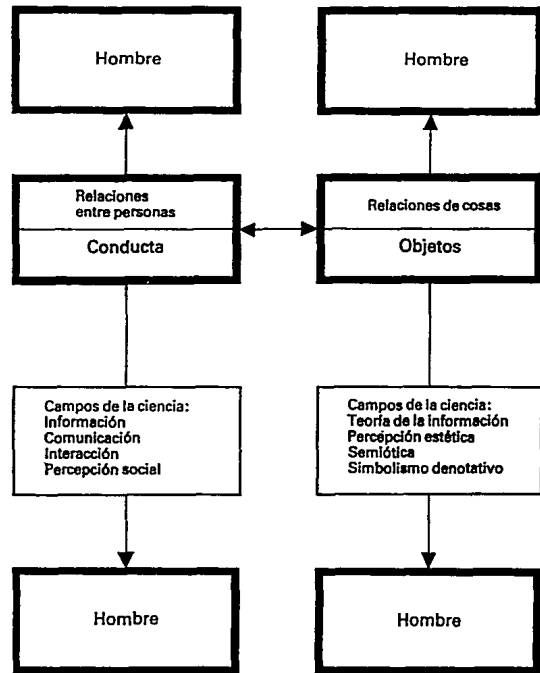 Hombre
Hombre
Relaciones
entre personas
Conducta
Relaciones de cosas
Objetos
Campos de la ciencia:
Información
Comunicación
Interacción
Percepción social
Campos de la ciencia:
Teoría de la información
Percepción estética
Semiótica
Simbolismo denotativo
Hombre
Hombre